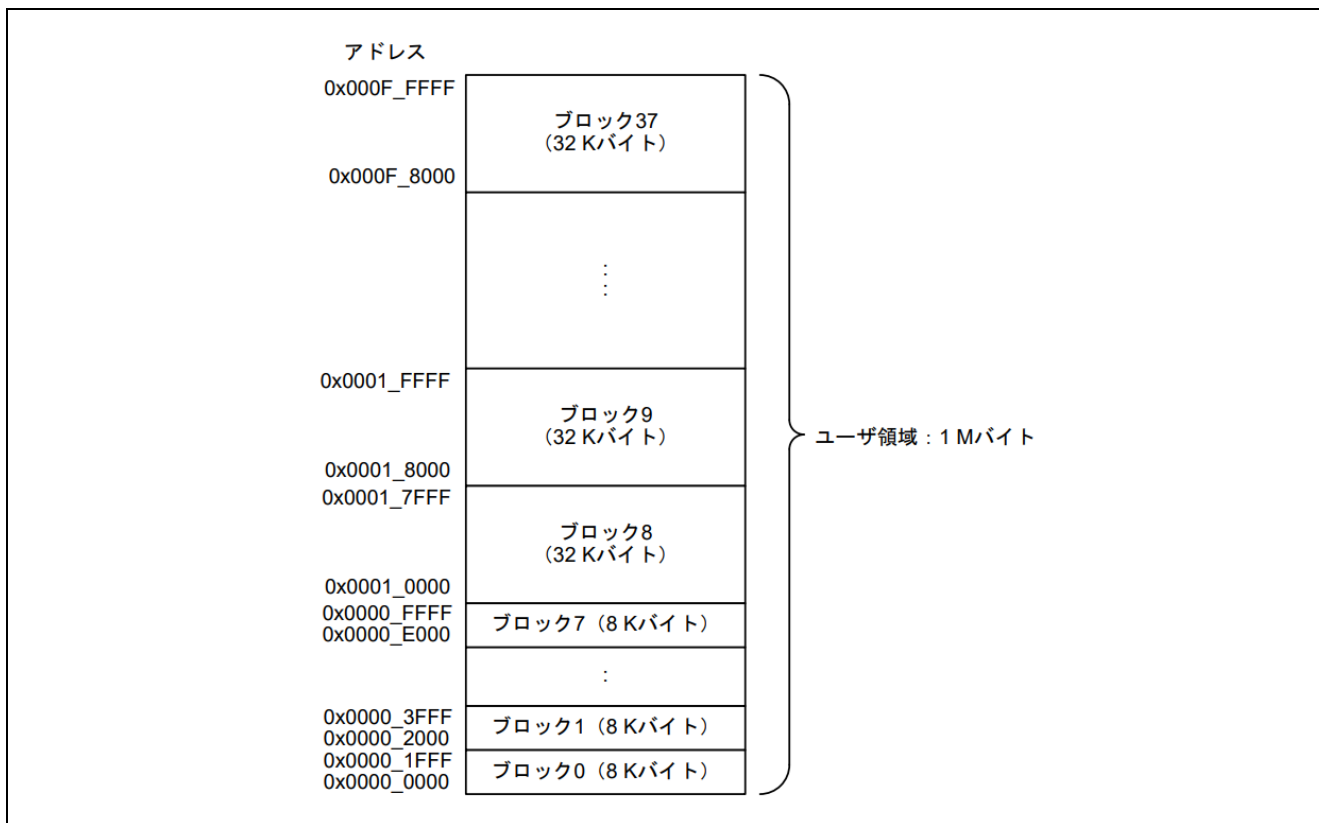 アドレス
0x000F_FFFF
ブロック37
(32 Kバイト)
0x000F_8000
:
:
0x0001_FFFF
ブロック9
(32 Kバイト)
ユーザ領域:1 Mバイト
0x0001_8000
0x0001_7FFF
ブロック8
(32 Kバイト)
0x0001_0000
0x0000_FFFF
ブロック7(8 Kバイト)
0x0000_E000
:
0x0000_3FFF
ブロック1(8 Kバイト)
0x0000_2000
0x0000_1FFF
ブロック0(8 Kバイト)
0x0000_0000